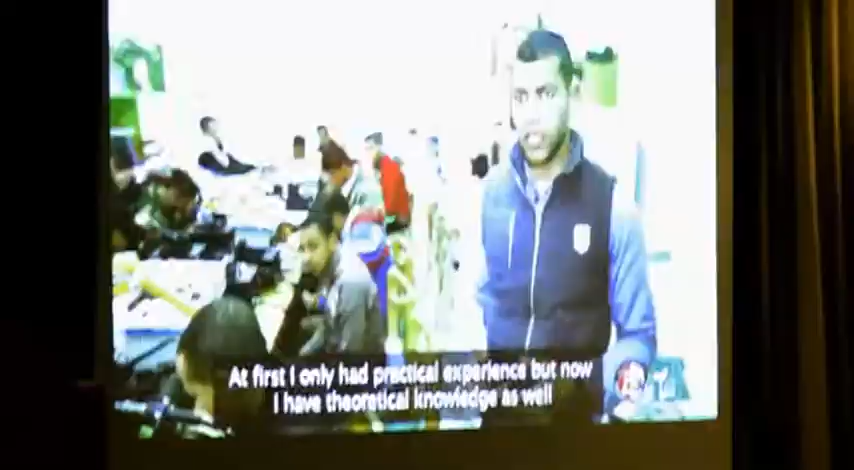 At first I only had practical experience but now
I have theoretical knowledge as well